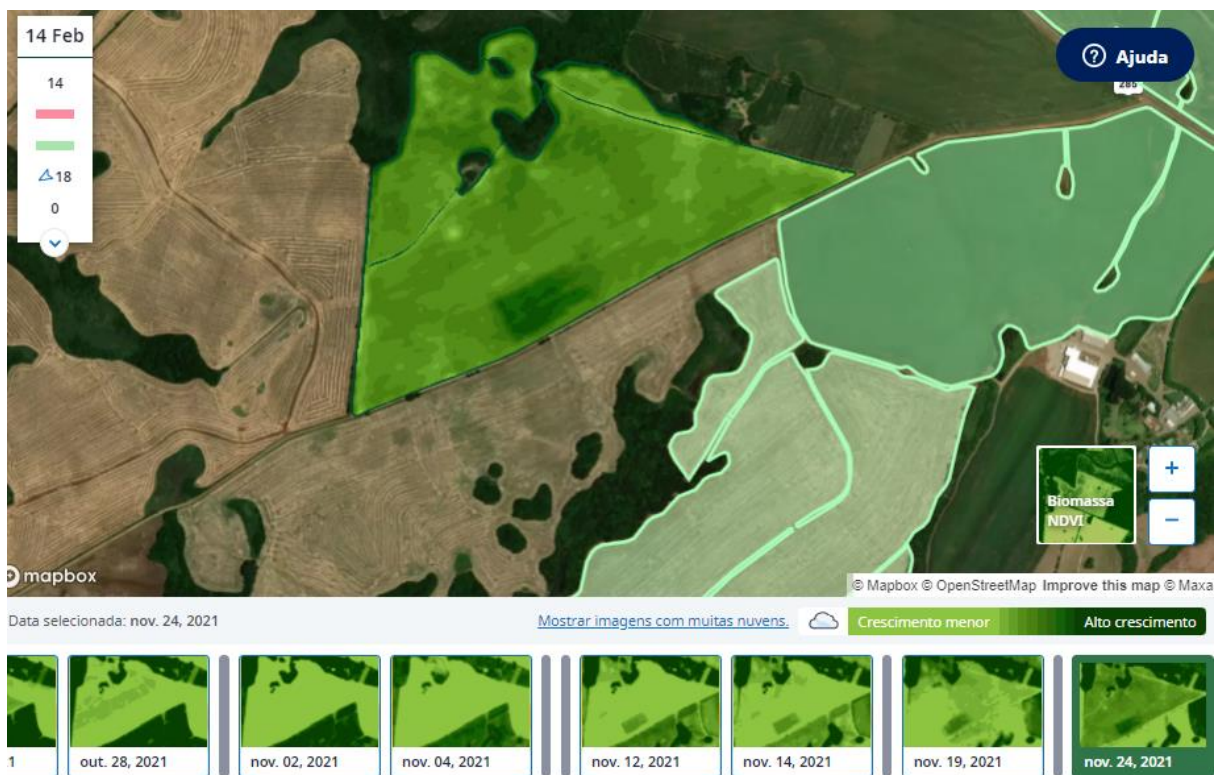 14 Feb
14
18
0
Ajuda
285
Biomassa
NDVI
+
−
mapbox
© Mapbox © OpenStreetMap Improve this map © Maxa
Data selecionada: nov. 24, 2021
Mostrar imagens com muitas nuvens.
Crescimento menor
Alto crescimento
1
out. 28, 2021
nov. 02, 2021
nov. 04, 2021
nov. 12, 2021
nov. 14, 2021
nov. 19, 2021
nov. 24, 2021